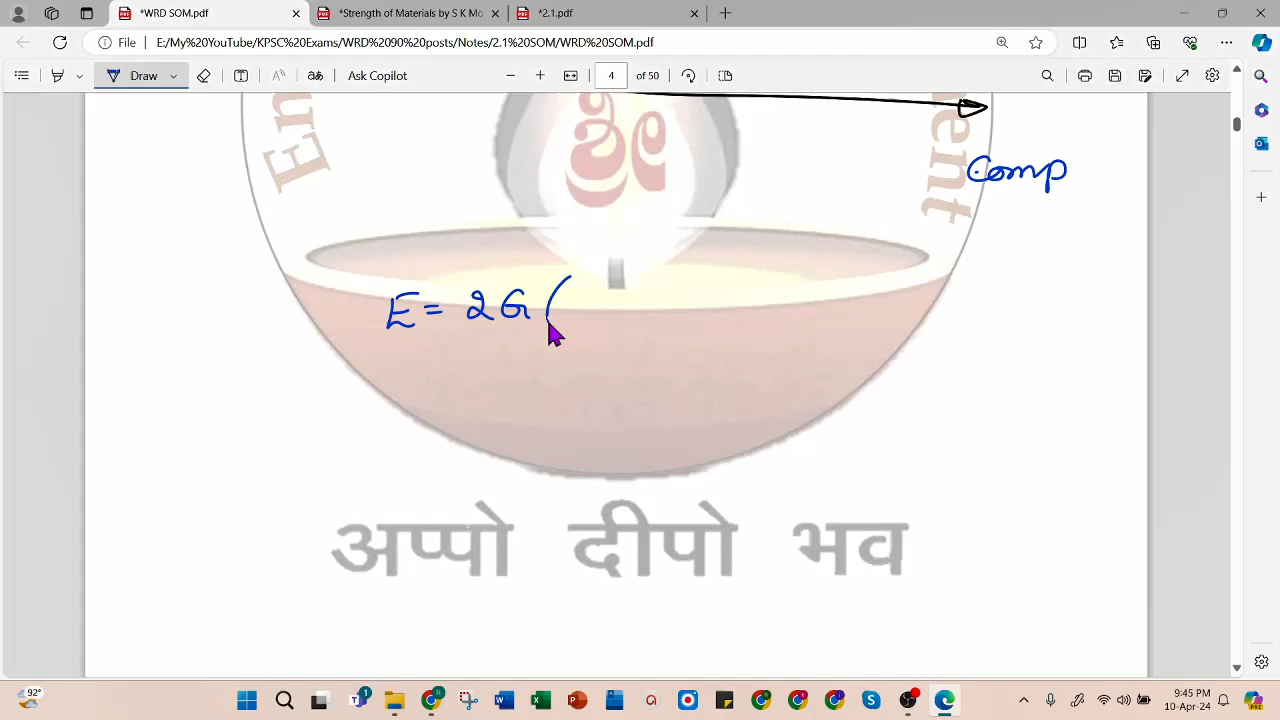 *WRD SOM.pdf
*Strength of Materials by S K Mo
*2.1.pdf
File
E:/My%20YouTube/KPSC%20Exams/WRD%2090%20posts/Notes/2.1%20SOM/WRD%20SOM.pdf
Draw
Ask Copilot
4 of 50
Comp
E = 2G (
अप्पो दीपो भव
92°
9:45 PM
10-Apr-24